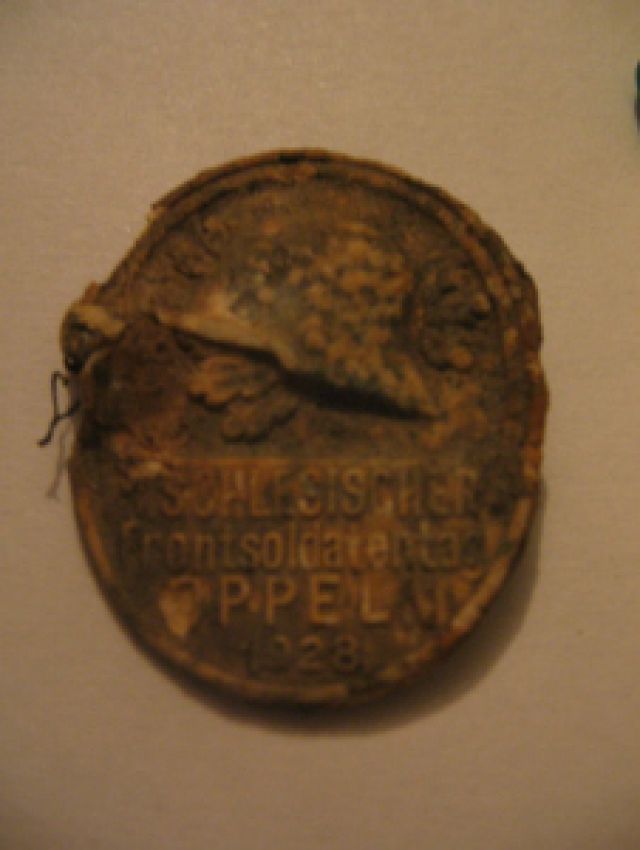 SCHLESISCHER
Frontsoldatentag
OPPELN
1928